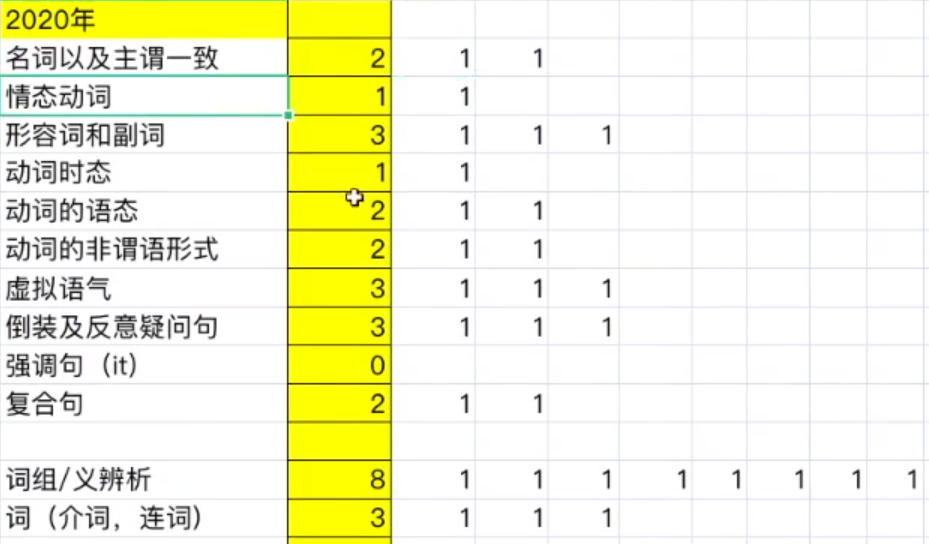 2020年
名词以及主谓一致 2 1 1
情态动词 1 1
形容词和副词 3 1 1 1
动词时态 1 1
动词的语态 2 1 1
动词的非谓语形式 2 1 1
虚拟语气 3 1 1 1
倒装及反意疑问句 3 1 1 1
强调句（it） 0
复合句 2 1 1
词组/义辨析 8 1 1 1 1 1 1 1 1
词（介词，连词） 3 1 1 1